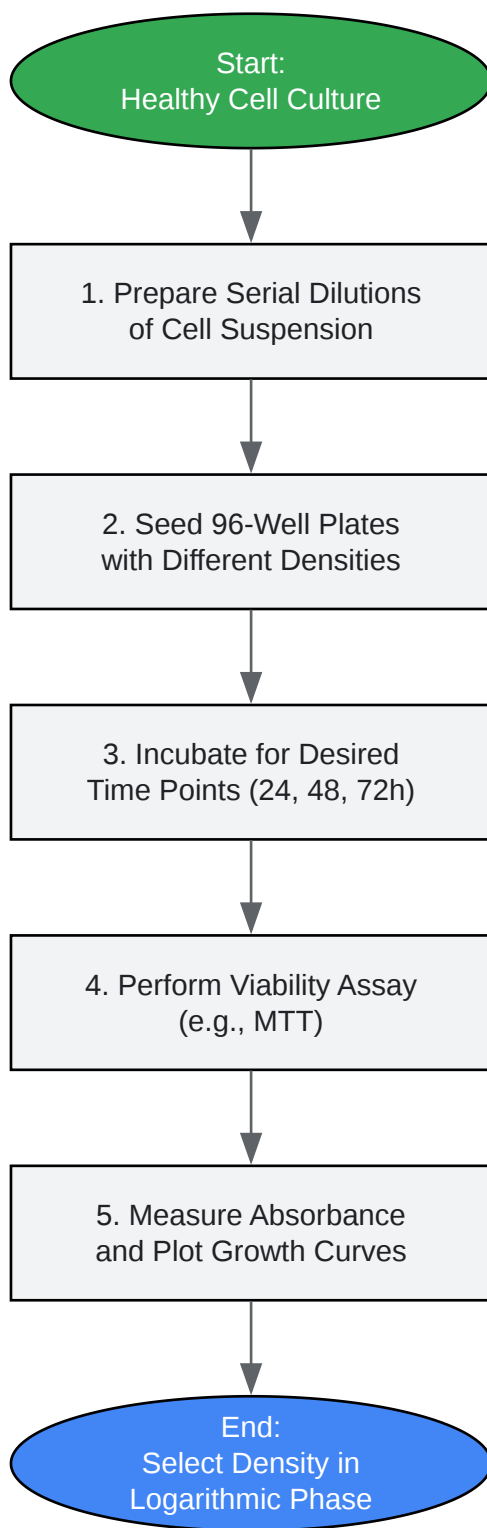 Start:
Healthy Cell Culture
1. Prepare Serial Dilutions
of Cell Suspension
2. Seed 96-Well Plates
with Different Densities
3. Incubate for Desired
Time Points (24, 48, 72h)
4. Perform Viability Assay
(e.g., MTT)
5. Measure Absorbance
and Plot Growth Curves
End:
Select Density in
Logarithmic Phase